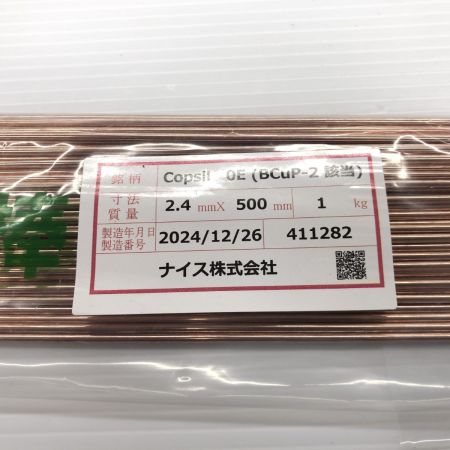 銘柄 0E (BCuP-2 該当)
寸法 2.4 mmX 500 mm 1 kg
質量
製造年月日 2024/12/26 411282
製造番号
ナイス株式会社